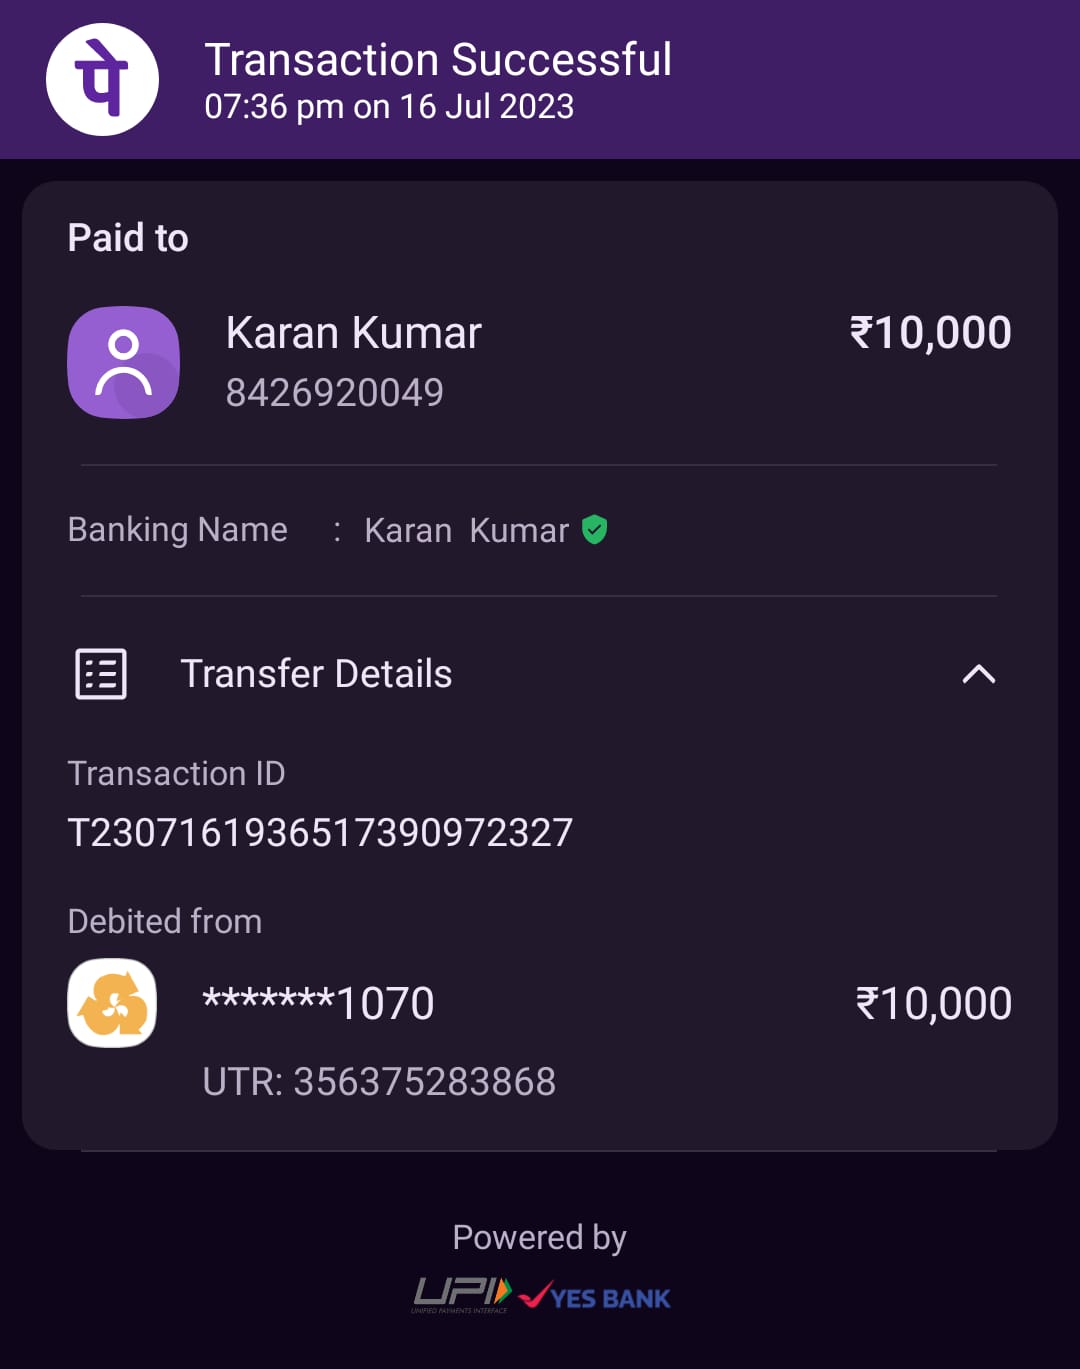 पे
Transaction Successful
07:36 pm on 16 Jul 2023
Paid to
Karan Kumar
₹10,000
8426920049
Banking Name : Karan Kumar
Transfer Details
Transaction ID
T2307161936517390972327
Debited from
*******1070
₹10,000
UTR: 356375283868
Powered by
UPI
UNIFIED PAYMENTS INTERFACE
YES BANK